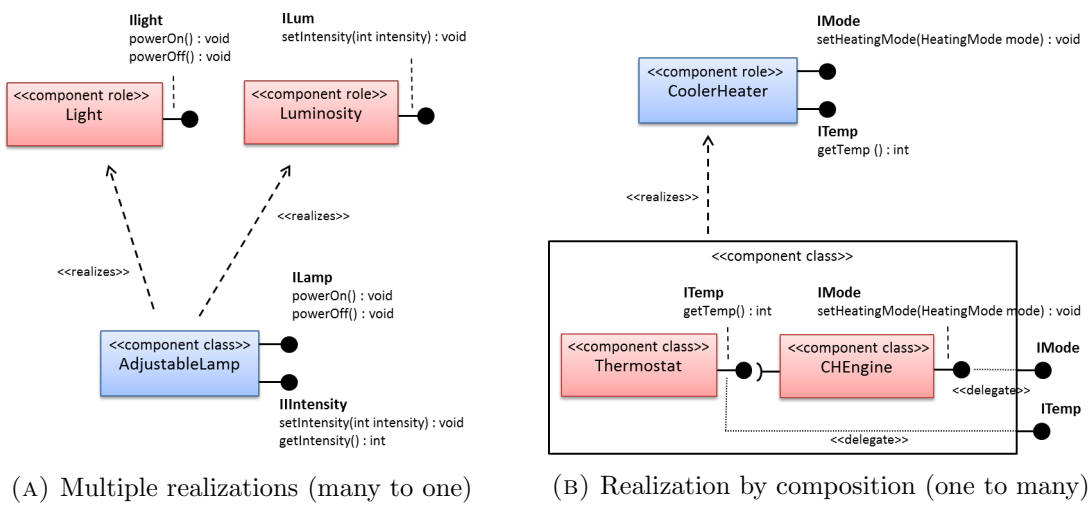 Ilight
powerOn() : void
powerOff() : void
<<component role>>
Light
ILum
setIntensity(int intensity) : void
<<component role>>
Luminosity
<<realizes>>
<<realizes>>
ILamp
powerOn() : void
powerOff() : void
<<component class>>
AdjustableLamp
IIntensity
setIntensity(int intensity) : void
getIntensity() : int
(A) Multiple realizations (many to one)
IMode
setHeatingMode(HeatingMode mode) : void
<<component role>>
CoolerHeater
ITemp
getTemp () : int
<<realizes>>
<<component class>>
ITemp
getTemp() : int
IMode
setHeatingMode(HeatingMode mode) : void
<<component class>>
Thermostat
<<component class>>
CHEngine
IMode
<<delegate>>
ITemp
<<delegate>>
(B) Realization by composition (one to many)